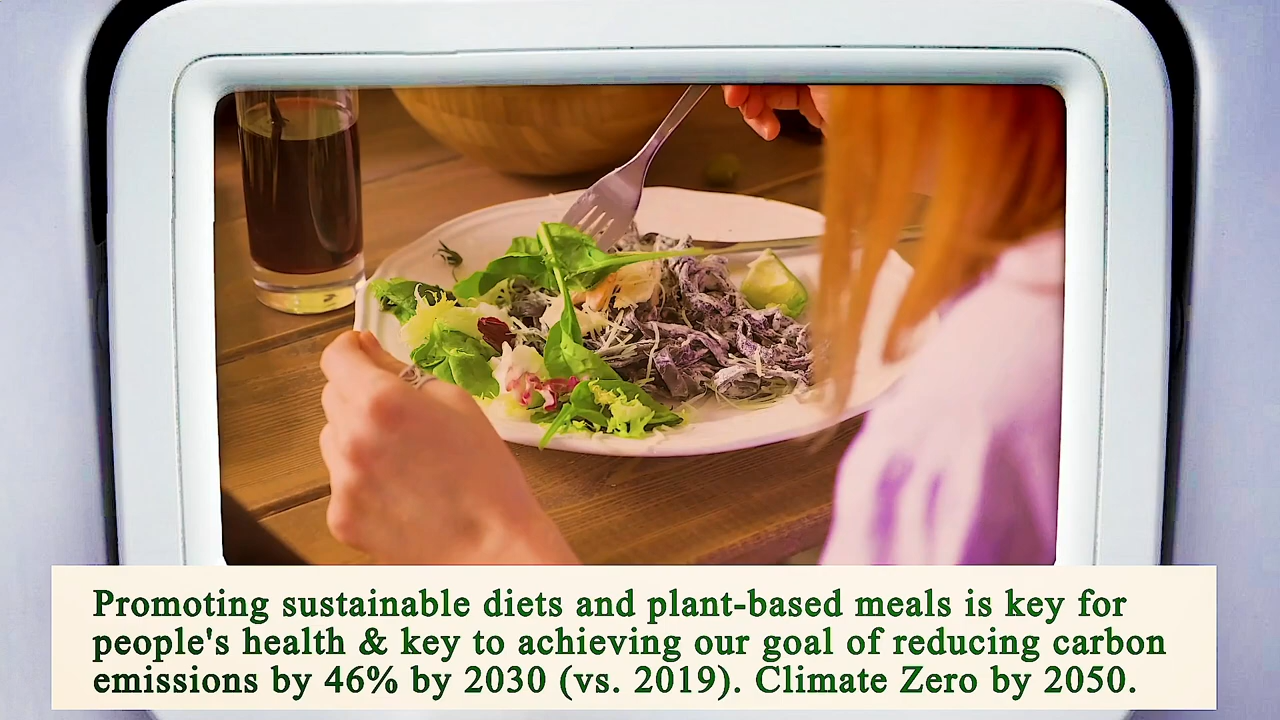 Promoting sustainable diets and plant-based meals is key for
people's health & key to achieving our goal of reducing carbon
emissions by 46% by 2030 (vs. 2019). Climate Zero by 2050.